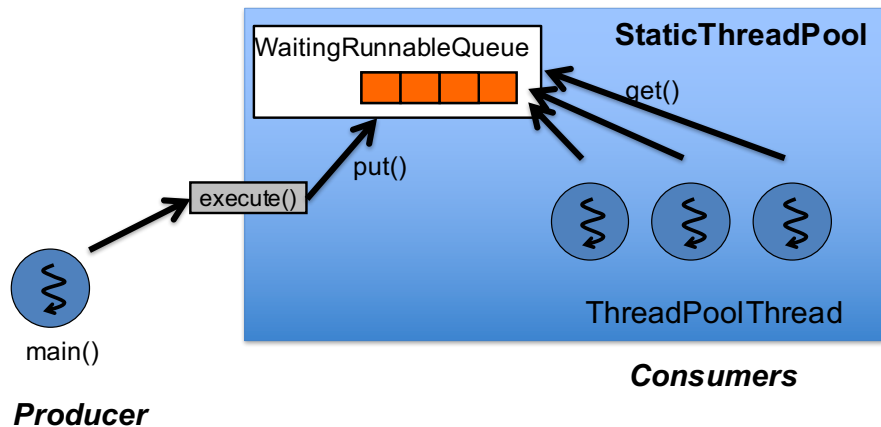 StaticThreadPool
WaitingRunnableQueue
get()
put()
execute()
ThreadPoolThread
main()
Consumers
Producer